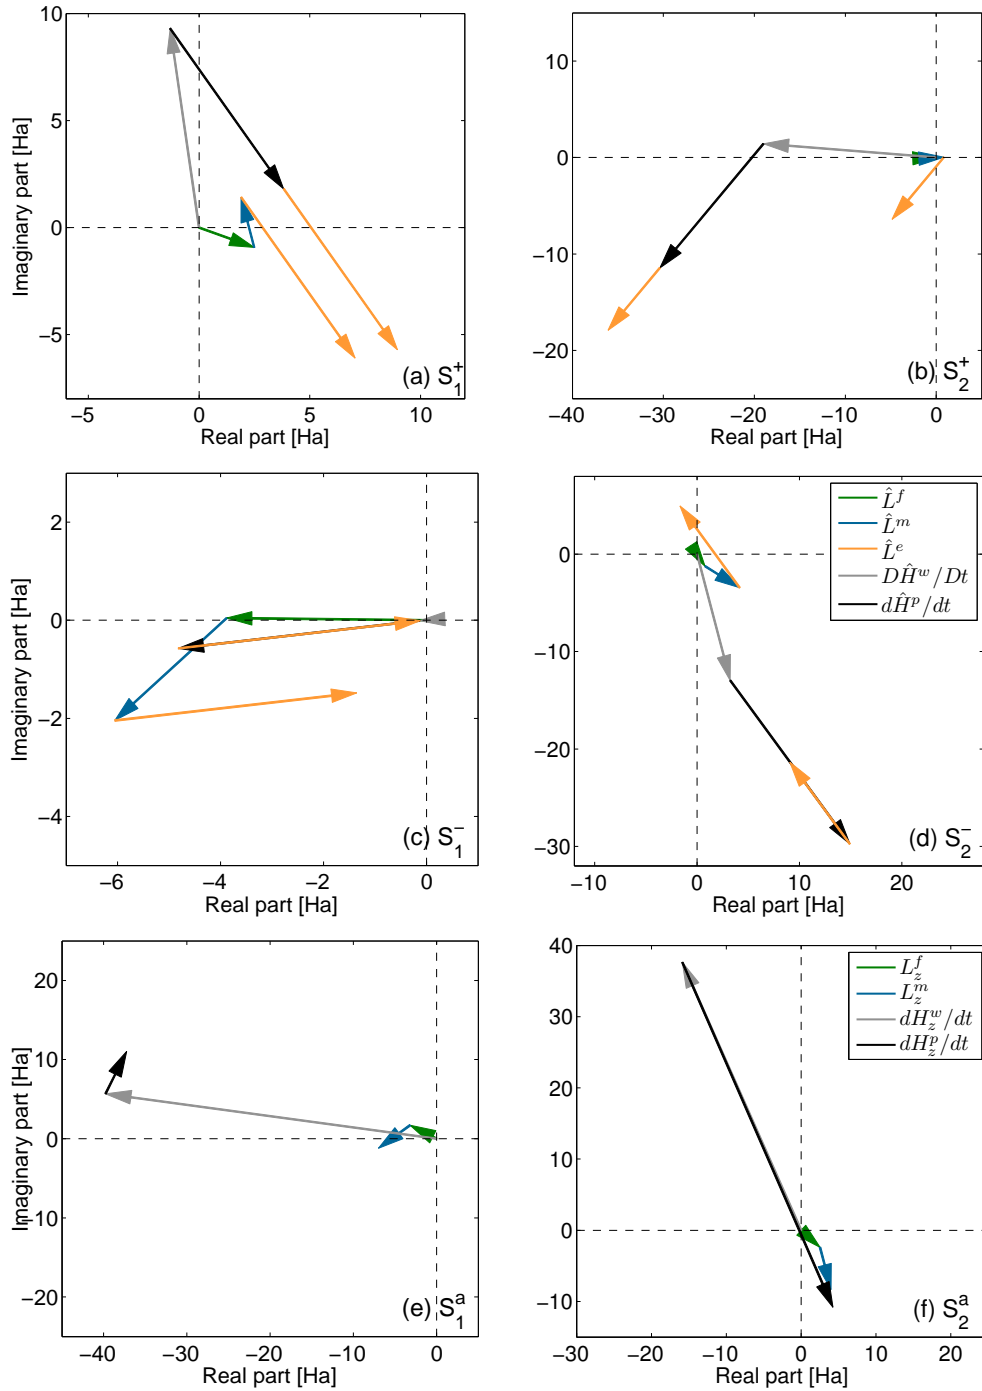 10
5
0
−5
Imaginary part [Ha]
(a) S₁⁺
−5 0 5 10
Real part [Ha]
10
0
−10
−20
(b) S₂⁺
−40 −30 −20 −10 0
Real part [Ha]
2
0
−2
−4
Imaginary part [Ha]
(c) S₁⁻
−6 −4 −2 0
Real part [Ha]
0
−10
−20
−30
L̂ᶠ
L̂ᵐ
L̂ᵉ
DĤʷ/Dt
dĤᵖ/dt
(d) S₂⁻
−10 0 10 20
Real part [Ha]
20
10
0
−10
−20
Imaginary part [Ha]
(e) S₁ᵃ
−40 −30 −20 −10 0
Real part [Ha]
40
30
20
10
0
−10
L_z^f
L_z^m
dH_z^w/dt
dH_z^p/dt
(f) S₂ᵃ
−30 −20 −10 0 10 20
Real part [Ha]